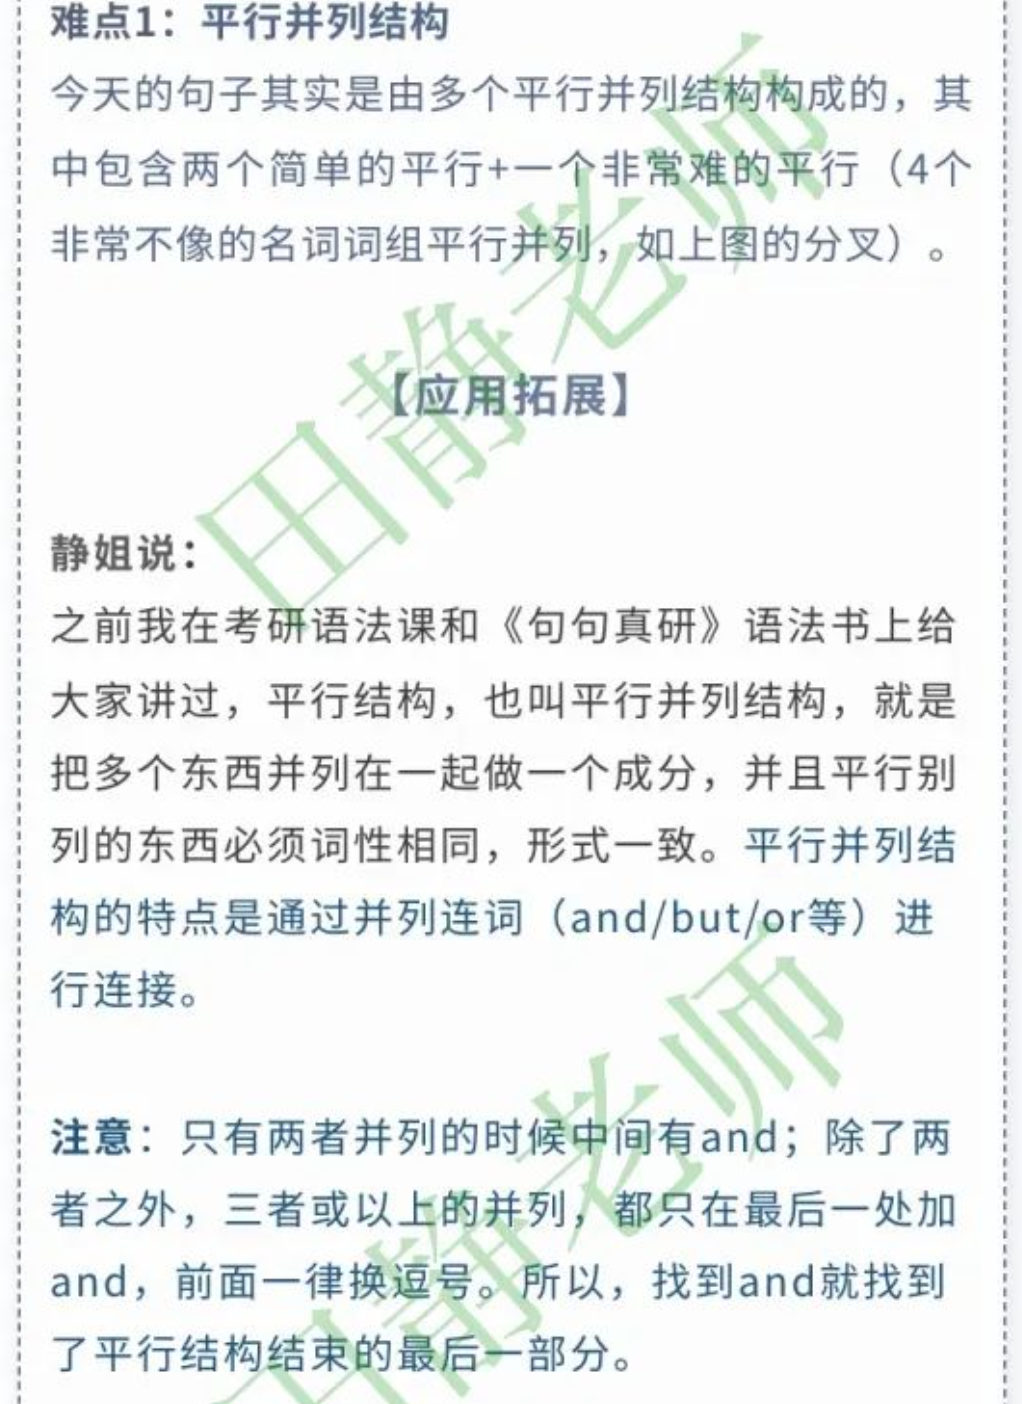 难点1：平行并列结构
今天的句子其实是由多个平行并列结构构成的，其
中包含两个简单的平行+一个非常难的平行（4个
非常不像的名词词组平行并列，如上图的分叉）。
【应用拓展】
静姐说：
之前我在考研语法课和《句句真研》语法书上给
大家讲过，平行结构，也叫平行并列结构，就是
把多个东西并列在一起做一个成分，并且平行别
列的东西必须词性相同，形式一致。平行并列结
构的特点是通过并列连词（and/but/or等）进
行连接。
注意：只有两者并列的时候中间有and；除了两
者之外，三者或以上的并列，都只在最后一处加
and，前面一律换逗号。所以，找到and就找到
了平行结构结束的最后一部分。
田静老师
田静老师